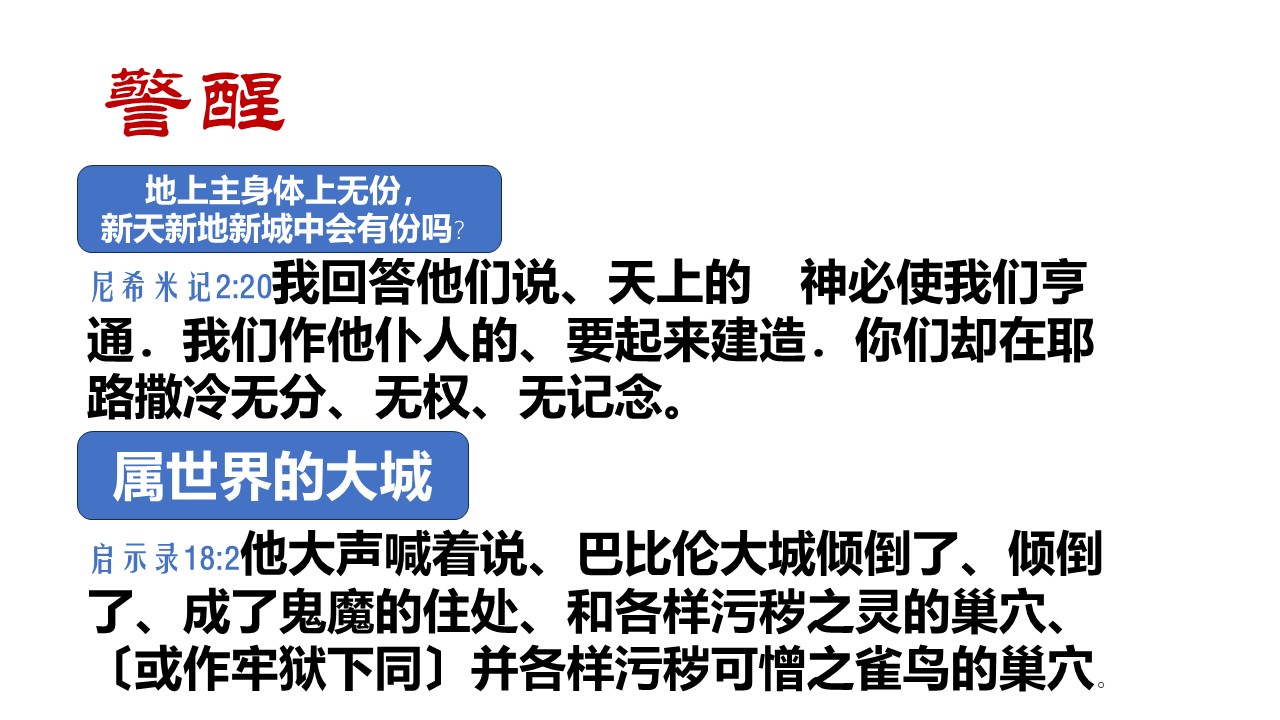 警醒
地上主身体上无份，
新天新地新城中会有份吗？
尼希米记2:20我回答他们说、天上的　神必使我们亨
通．我们作他仆人的、要起来建造．你们却在耶
路撒冷无分、无权、无记念。
属世界的大城
启示录18:2他大声喊着说、巴比伦大城倾倒了、倾倒
了、成了鬼魔的住处、和各样污秽之灵的巢穴、
〔或作牢狱下同〕并各样污秽可憎之雀鸟的巢穴。